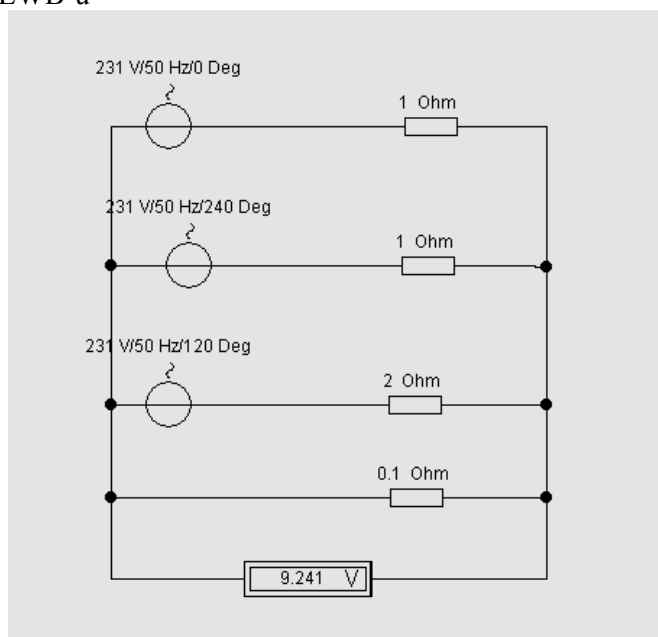 231 V/50 Hz/0 Deg
1 Ohm
231 V/50 Hz/240 Deg
1 Ohm
231 V/50 Hz/120 Deg
2 Ohm
0.1 Ohm
9.241 V